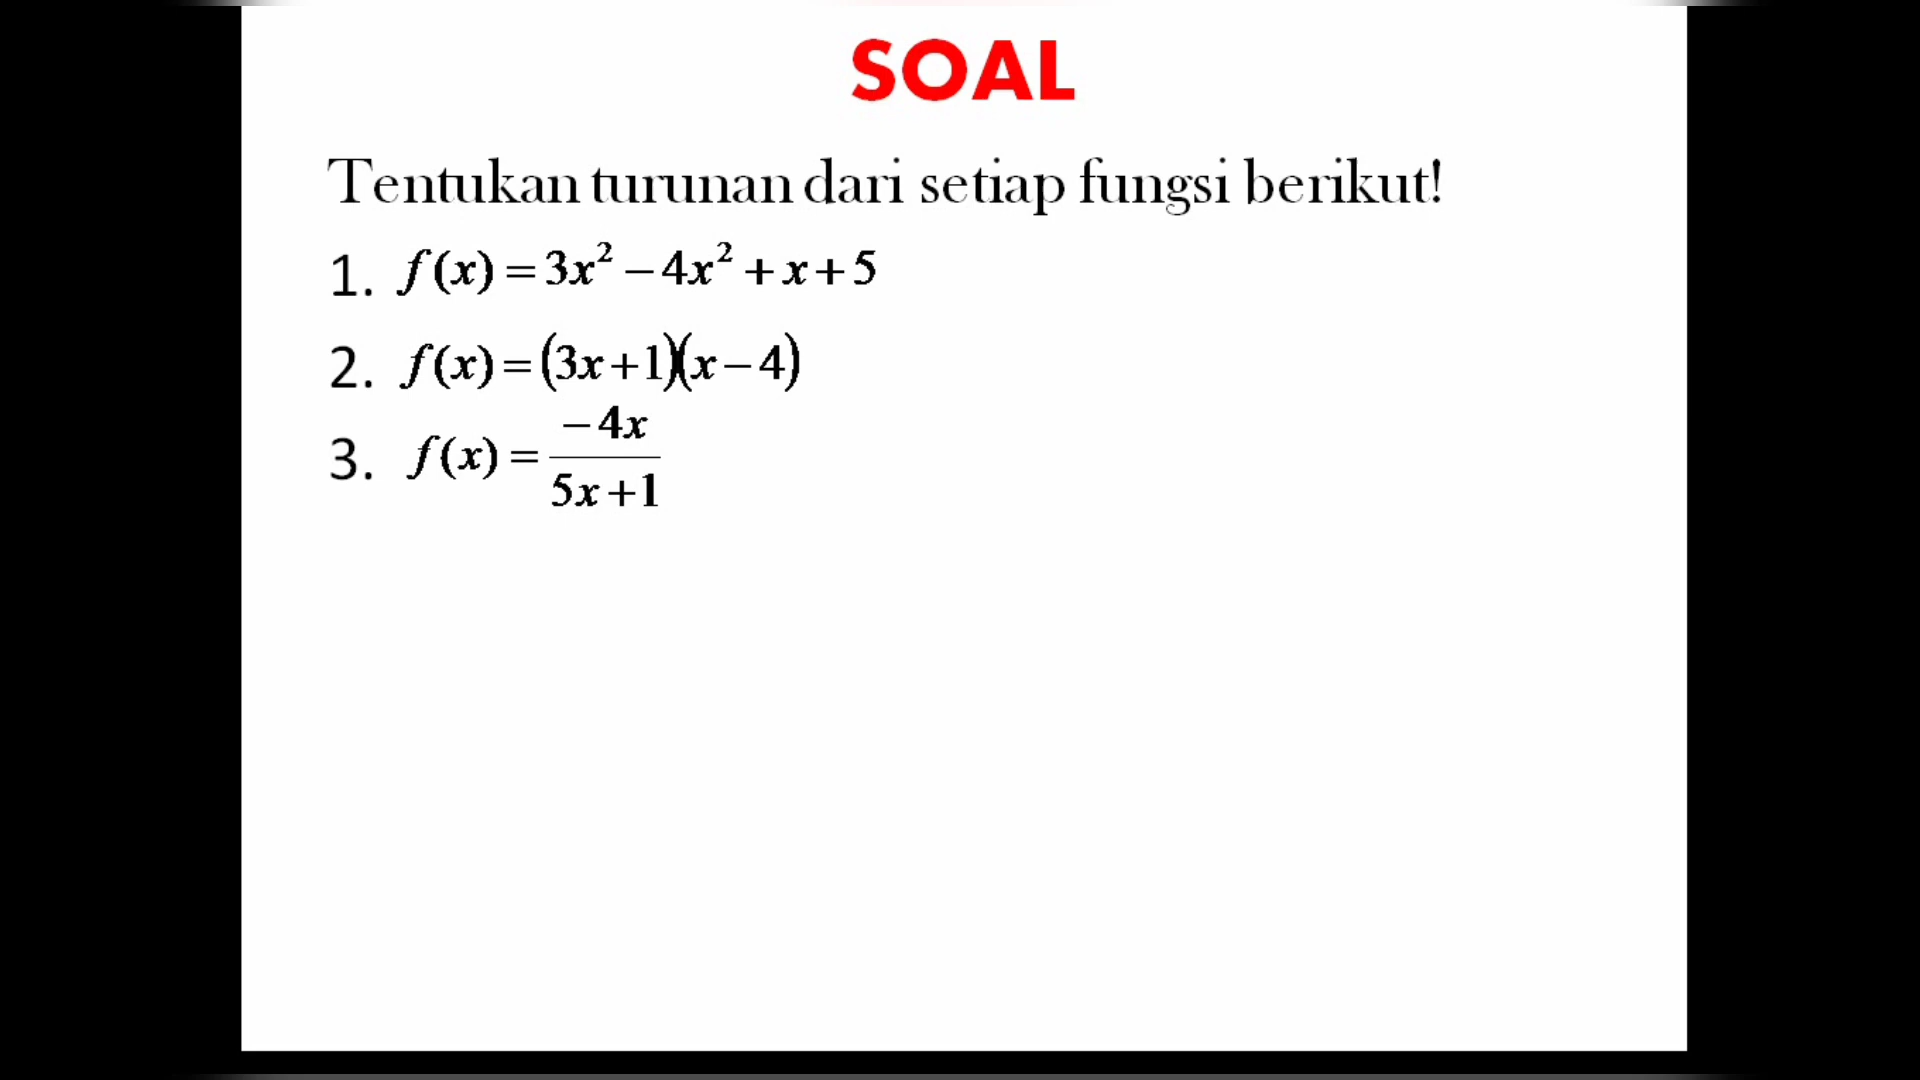 SOAL
Tentukan turunan dari setiap fungsi berikut!
1. f(x) = 3x² − 4x² + x + 5
2. f(x) = (3x+1)(x−4)
3. f(x) = −4x / 5x+1